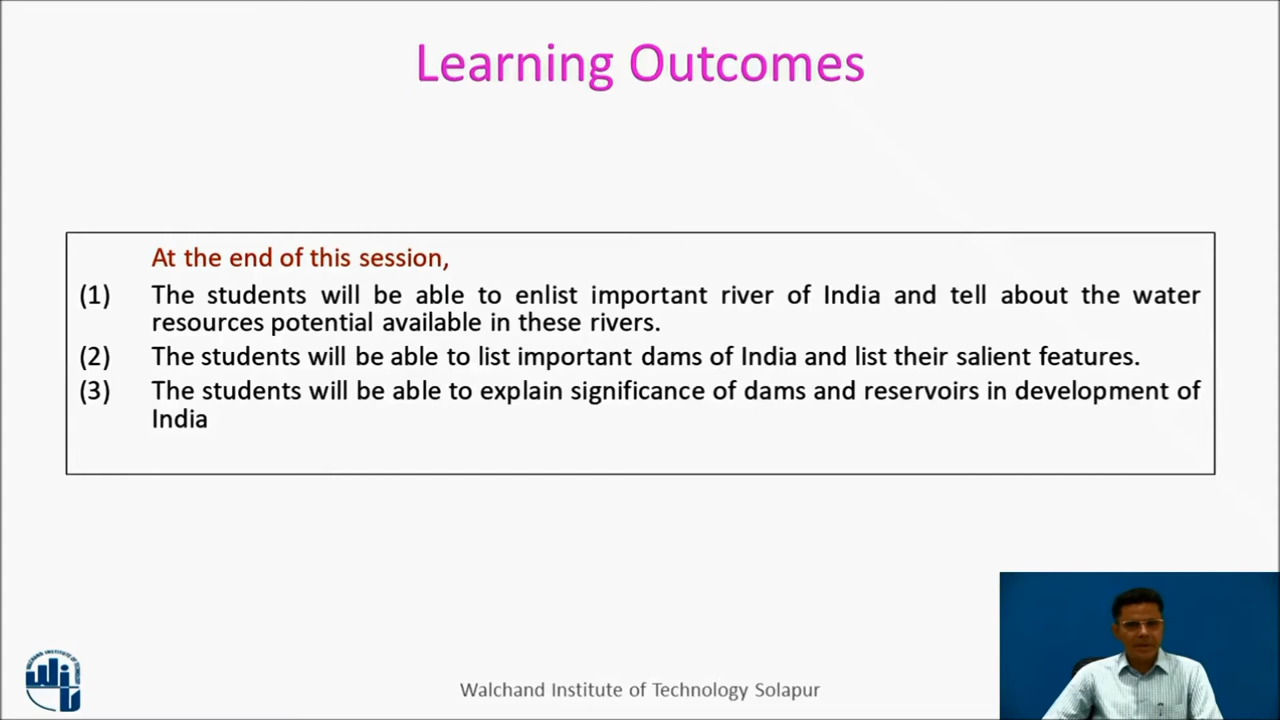 Learning Outcomes
At the end of this session,
(1) The students will be able to enlist important river of India and tell about the water
resources potential available in these rivers.
(2) The students will be able to list important dams of India and list their salient features.
(3) The students will be able to explain significance of dams and reservoirs in development of
India
Walchand Institute of Technology Solapur